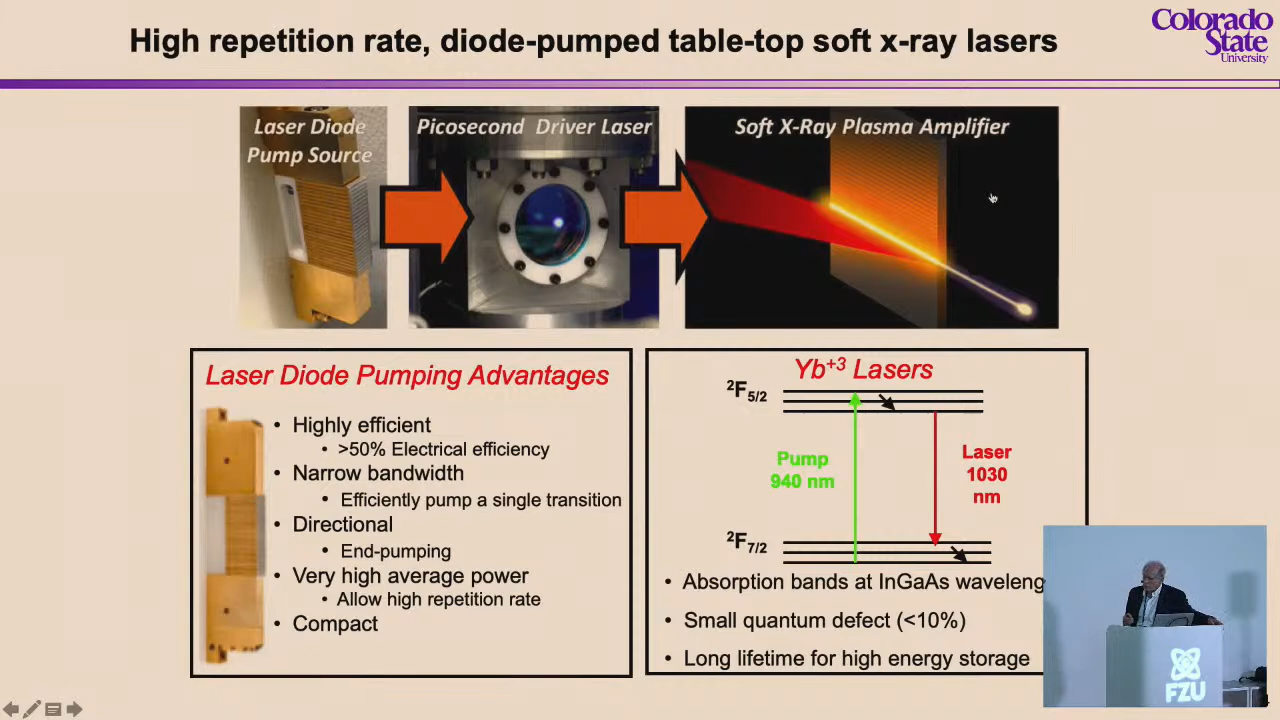 High repetition rate, diode-pumped table-top soft x-ray lasers
Colorado
State
University
Laser Diode
Pump Source
Picosecond Driver Laser
Soft X-Ray Plasma Amplifier
Laser Diode Pumping Advantages
• Highly efficient
• >50% Electrical efficiency
• Narrow bandwidth
• Efficiently pump a single transition
• Directional
• End-pumping
• Very high average power
• Allow high repetition rate
• Compact
Yb+3 Lasers
²F5/2
Pump
940 nm
Laser
1030
nm
²F7/2
• Absorption bands at InGaAs waveleng
• Small quantum defect (<10%)
• Long lifetime for high energy storage
FZU